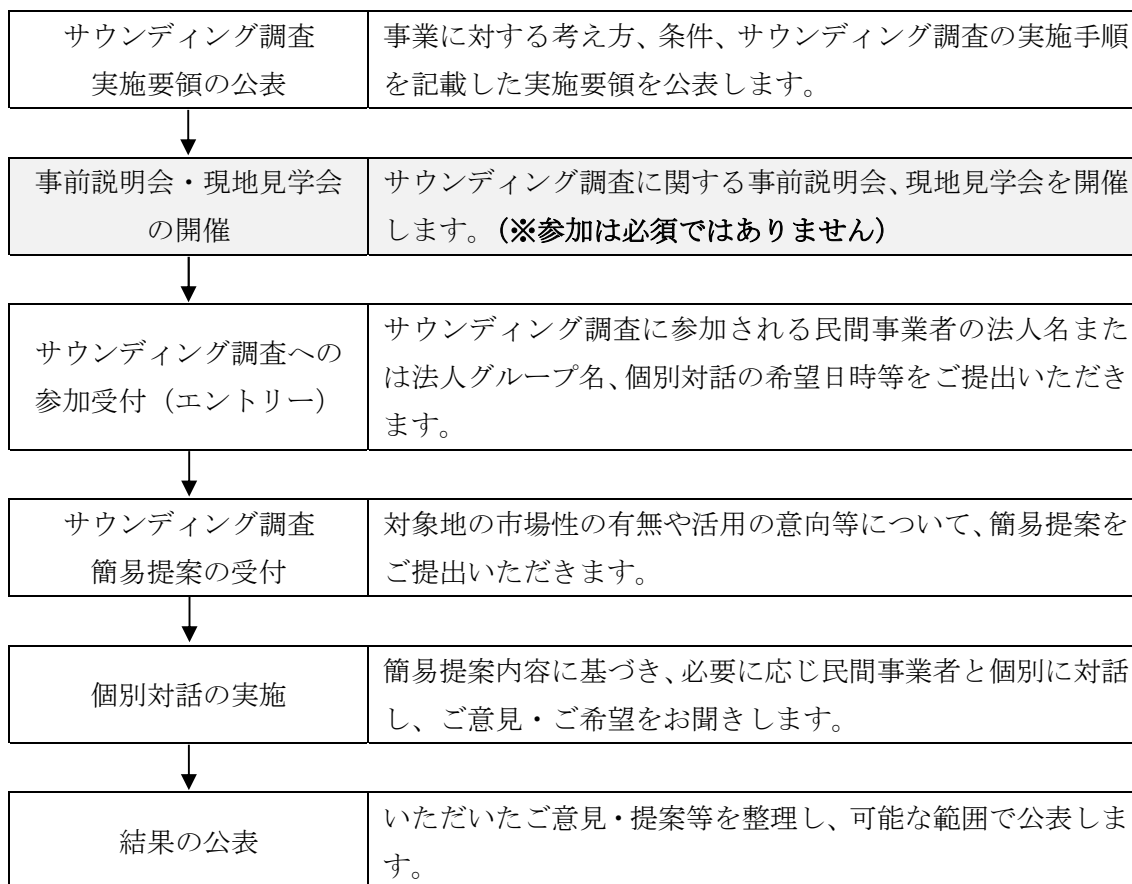 サウンディング調査
実施要領の公表
事業に対する考え方、条件、サウンディング調査の実施手順
を記載した実施要領を公表します。
事前説明会・現地見学会
の開催
サウンディング調査に関する事前説明会、現地見学会を開催
します。(※参加は必須ではありません)
サウンディング調査への
参加受付（エントリー）
サウンディング調査に参加される民間事業者の法人名また
は法人グループ名、個別対話の希望日時等をご提出いただき
ます。
サウンディング調査
簡易提案の受付
対象地の市場性の有無や活用の意向等について、簡易提案を
ご提出いただきます。
個別対話の実施
簡易提案内容に基づき、必要に応じ民間事業者と個別に対話
し、ご意見・ご希望をお聞きします。
結果の公表
いただいたご意見・提案等を整理し、可能な範囲で公表しま
す。